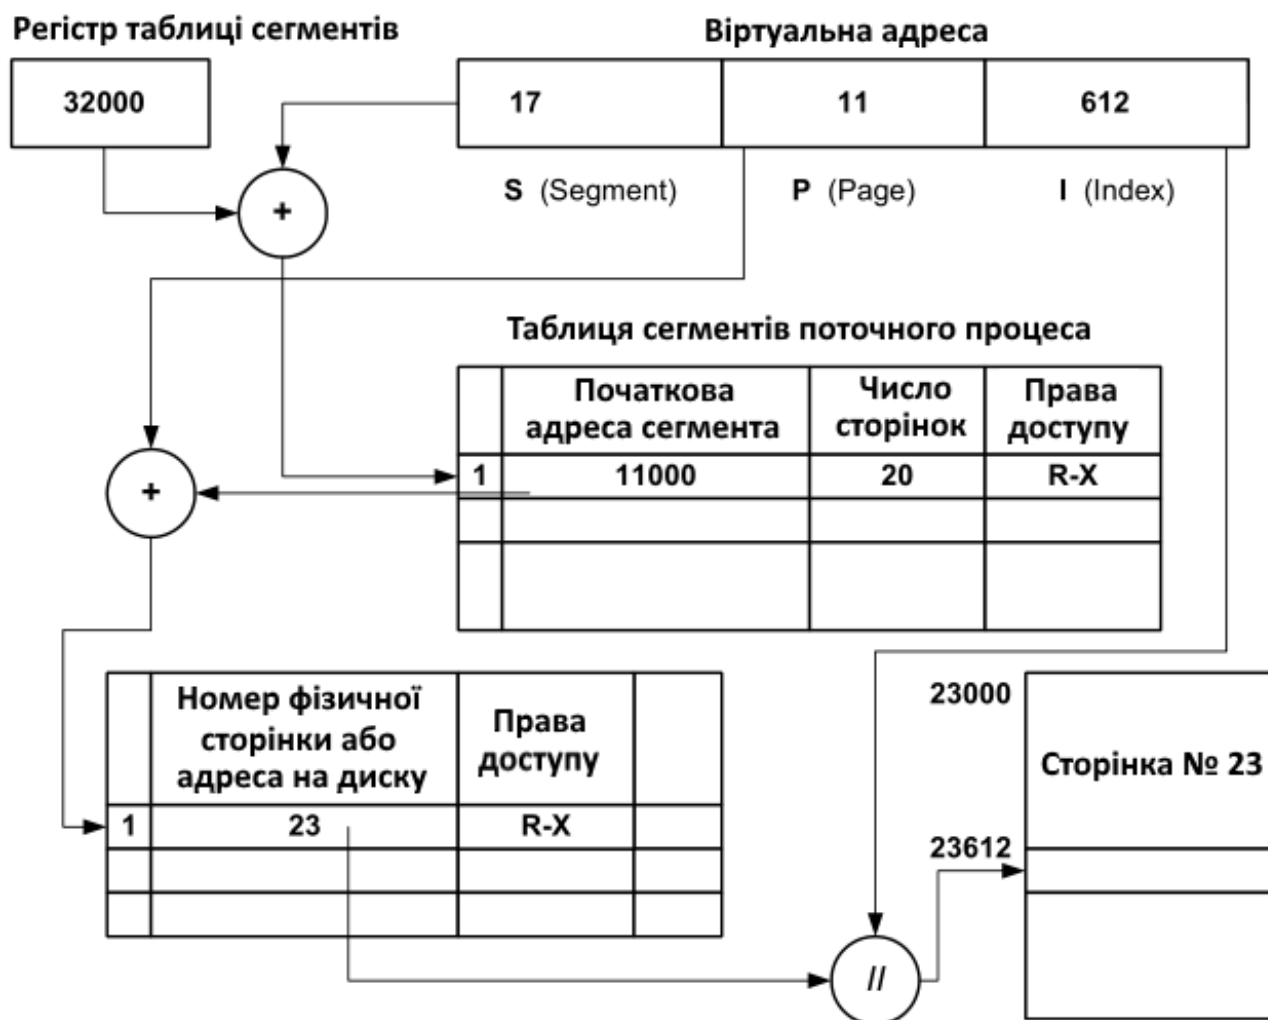 Регістр таблиці сегментів
Віртуальна адреса
32000
17
11
612
S (Segment)
P (Page)
I (Index)
+
Таблиця сегментів поточного процеса
Початкова
адреса сегмента
Число
сторінок
Права
доступу
1
11000
20
R-X
+
Номер фізичної
сторінки або
адреса на диску
Права
доступу
1
23
R-X
23000
Сторінка № 23
23612
//